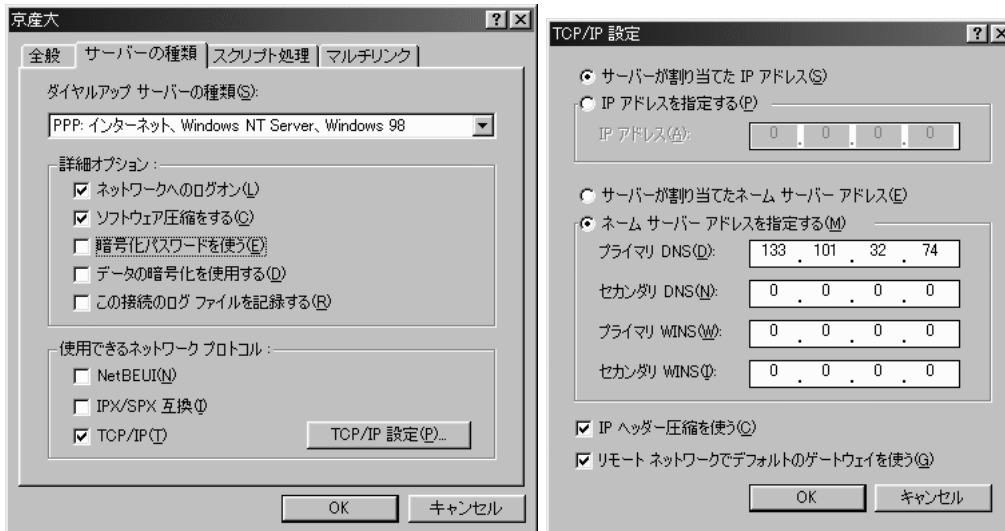 京産大
全般 サーバーの種類 スクリプト処理 マルチリンク
ダイヤルアップ サーバーの種類(S):
PPP: インターネット、Windows NT Server、Windows 98
詳細オプション :
ネットワークへのログオン(L)
ソフトウェア圧縮をする(C)
暗号化パスワードを使う(E)
データの暗号化を使用する(D)
この接続のログ ファイルを記録する(R)
使用できるネットワーク プロトコル :
NetBEUI(N)
IPX/SPX 互換(I)
TCP/IP(T)
TCP/IP 設定(P)...
OK キャンセル
TCP/IP 設定
サーバーが割り当てた IP アドレス(S)
IP アドレスを指定する(P)
IP アドレス(A): 0 . 0 . 0 . 0
サーバーが割り当てたネーム サーバー アドレス(E)
ネーム サーバー アドレスを指定する(M)
プライマリ DNS(D): 133 . 101 . 32 . 74
セカンダリ DNS(N): 0 . 0 . 0 . 0
プライマリ WINS(W): 0 . 0 . 0 . 0
セカンダリ WINS(I): 0 . 0 . 0 . 0
IP ヘッダー圧縮を使う(C)
リモート ネットワークでデフォルトのゲートウェイを使う(G)
OK キャンセル